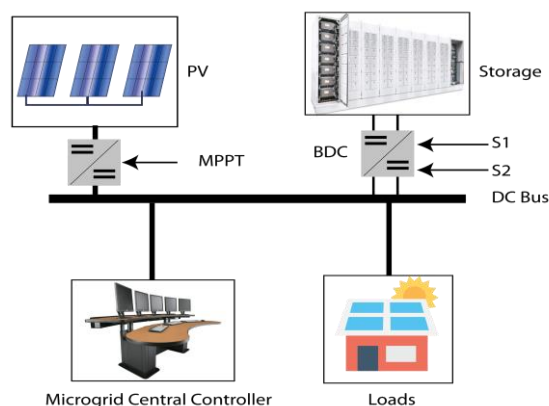 PV
Storage
MPPT
BDC
S1
S2
DC Bus
Microgrid Central Controller
Loads